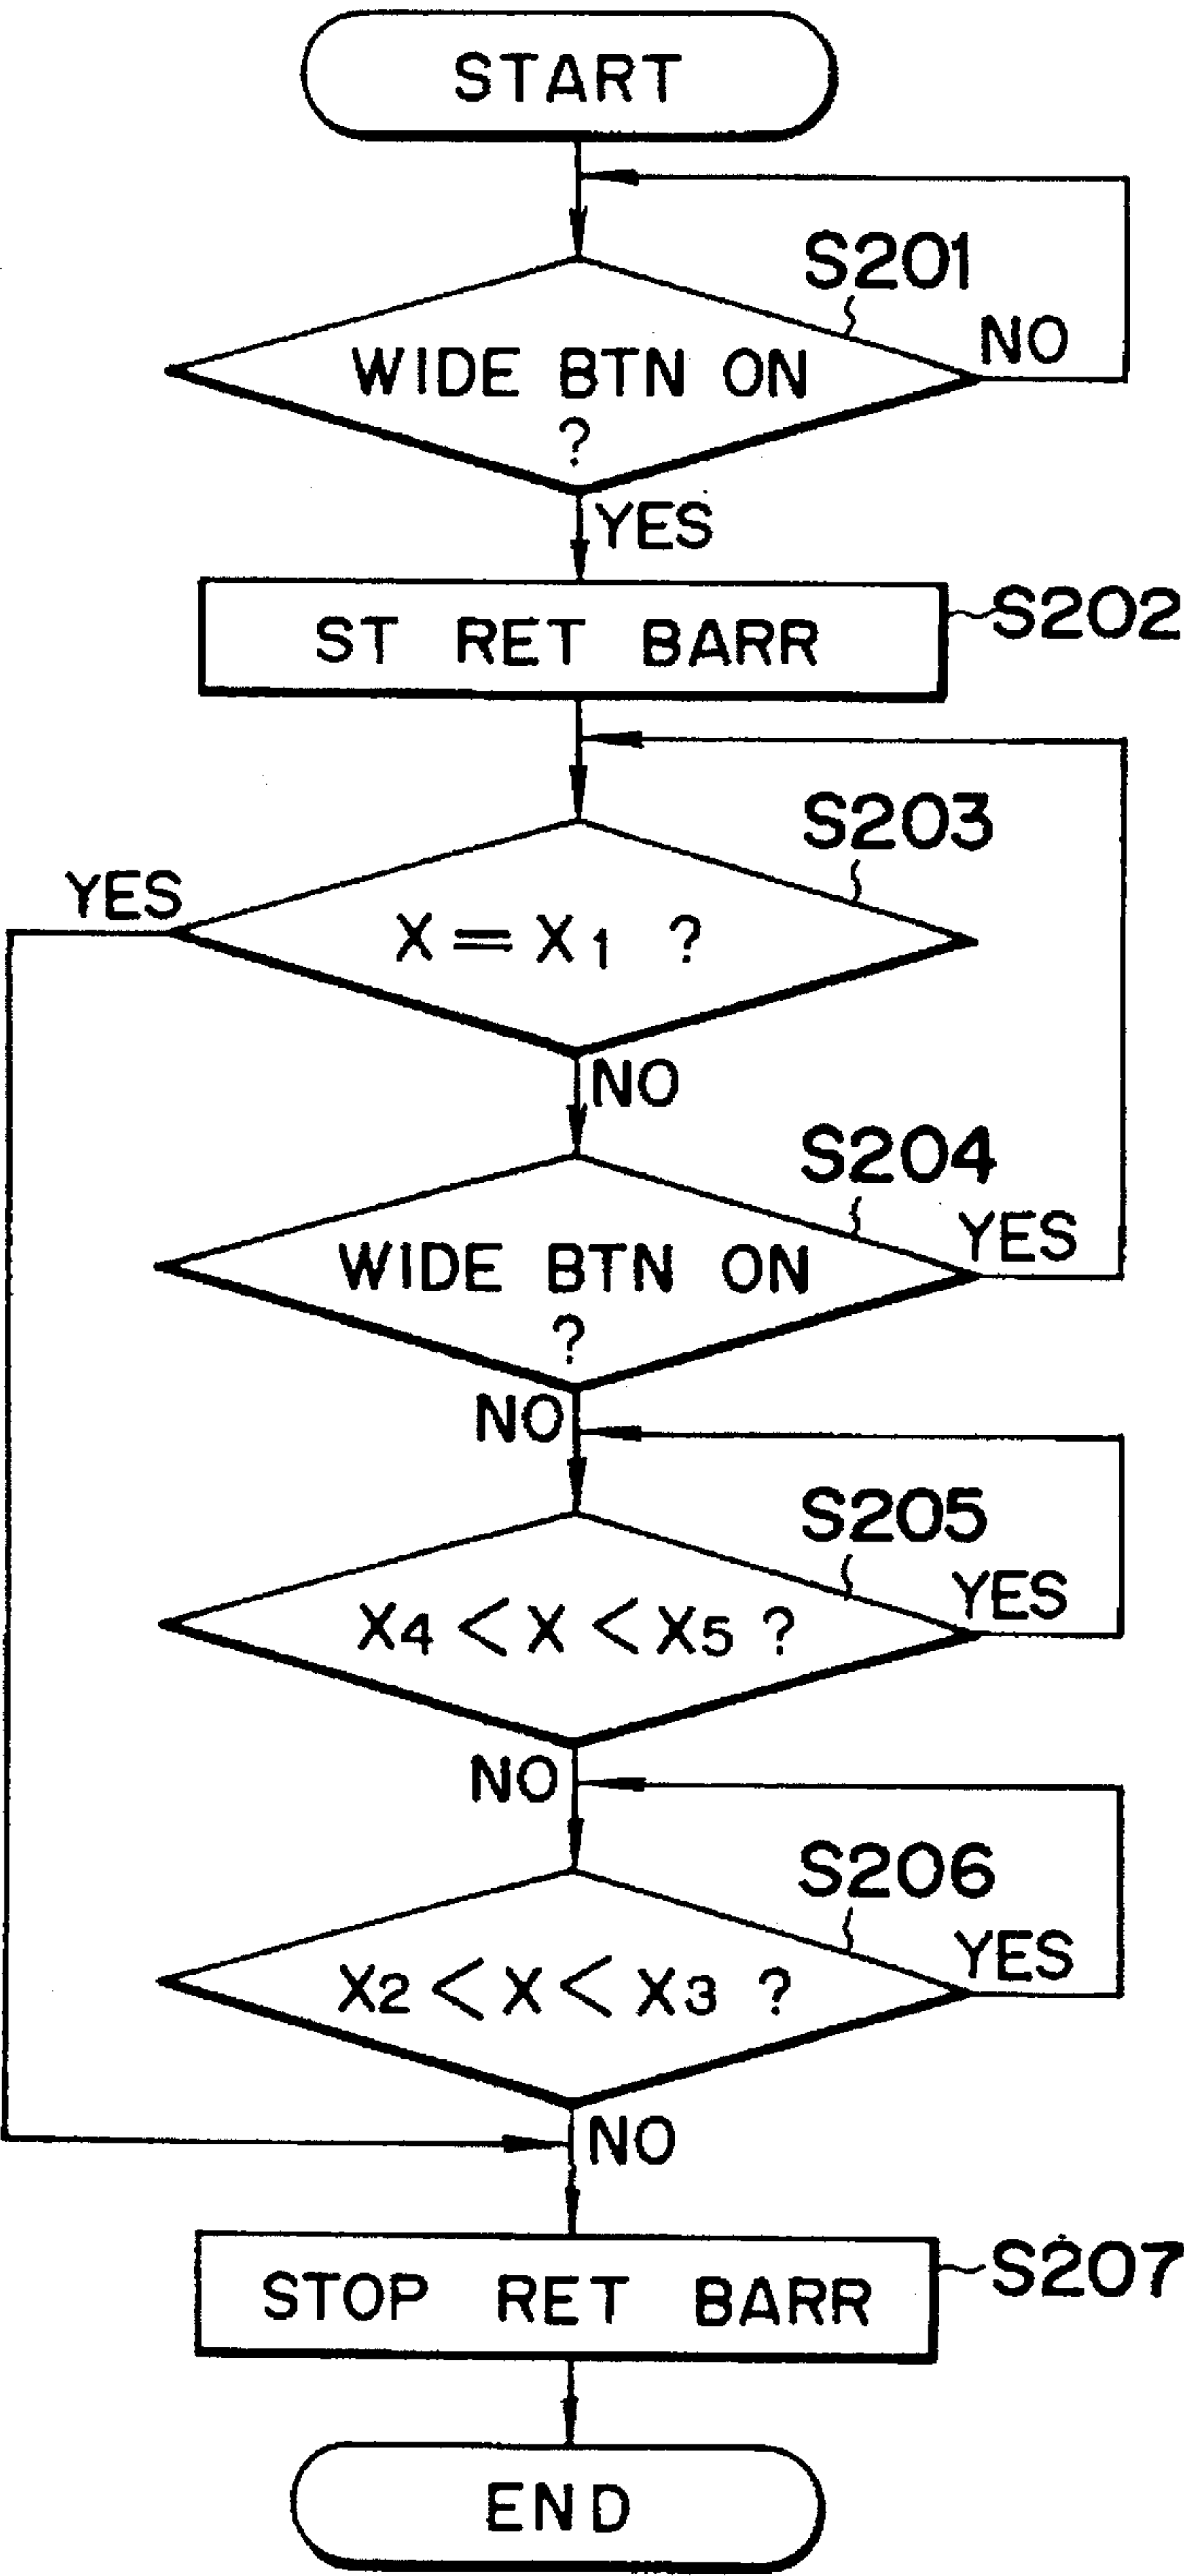 START
S201
WIDE BTN ON
?
NO
YES
ST RET BARR
S202
S203
YES
X = X1 ?
NO
S204
WIDE BTN ON
?
YES
NO
S205
X4 < X < X5 ?
YES
NO
S206
X2 < X < X3 ?
YES
NO
STOP RET BARR
S207
END